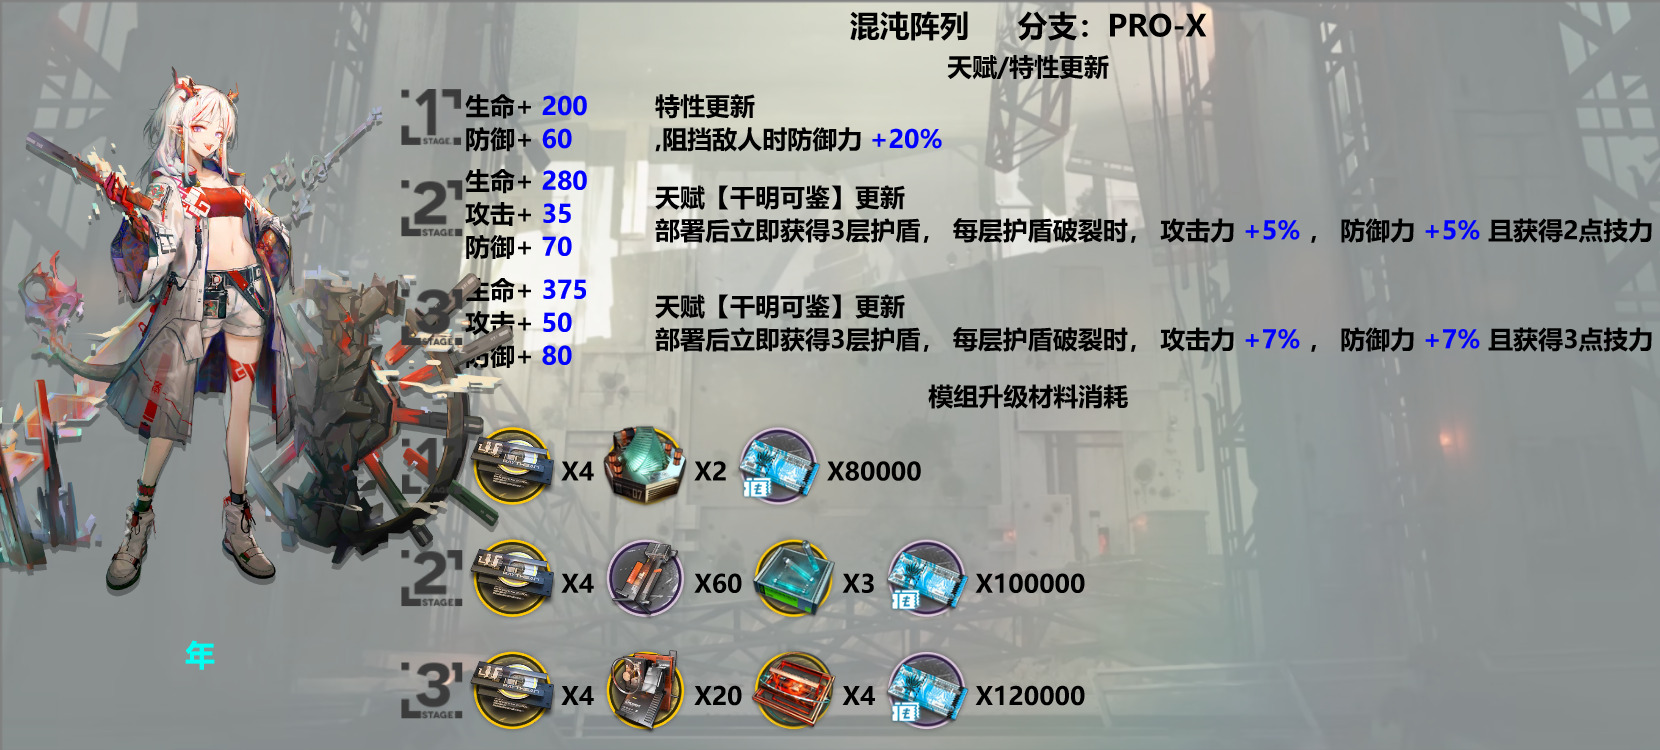 混沌阵列 分支：PRO-X
天赋/特性更新
1 STAGE.
生命+ 200
防御+ 60
特性更新
,阻挡敌人时防御力 +20%
2 STAGE.
生命+ 280
攻击+ 35
防御+ 70
天赋【干明可鉴】更新
部署后立即获得3层护盾， 每层护盾破裂时， 攻击力 +5% ， 防御力 +5% 且获得2点技力
3 STAGE.
生命+ 375
攻击+ 50
防御+ 80
天赋【干明可鉴】更新
部署后立即获得3层护盾， 每层护盾破裂时， 攻击力 +7% ， 防御力 +7% 且获得3点技力
模组升级材料消耗
1
X4 X2 X80000
2 STAGE.
X4 X60 X3 X100000
3 STAGE.
X4 X20 X4 X120000
年